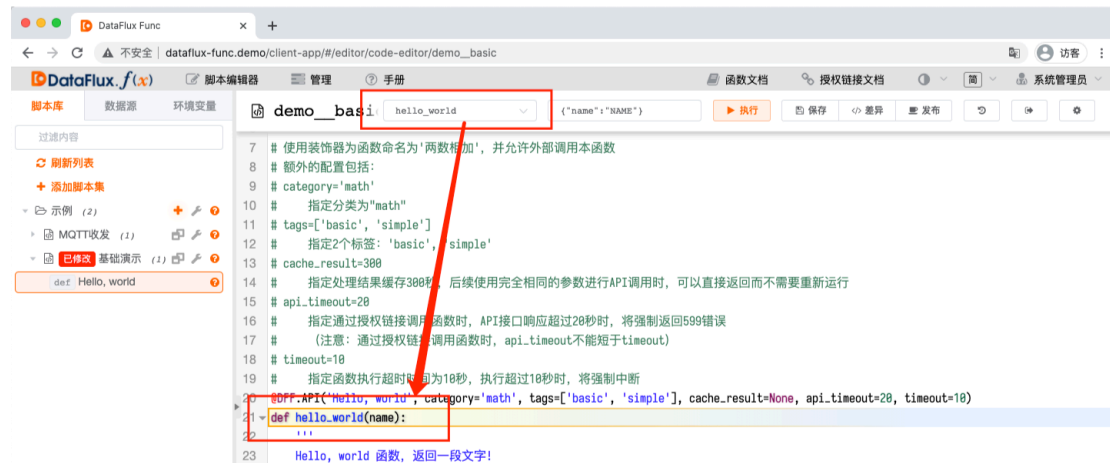 DataFlux Func
不安全 dataflux-func.demo/client-app/#/editor/code-editor/demo__basic 访客
DataFlux.f(x) 脚本编辑器 管理 手册 函数文档 授权链接文档 简 系统管理员
脚本库 数据源 环境变量 demo__basi hello_world {"name":"NAME"} 执行 保存 差异 发布
过滤内容
刷新列表
添加脚本集
示例 (2)
MQTT收发 (1)
已修改 基础演示 (1)
def Hello, world
7 # 使用装饰器为函数命名为'两数相加', 并允许外部调用本函数
8 # 额外的配置包括:
9 # category='math'
10 # 指定分类为"math"
11 # tags=['basic', 'simple']
12 # 指定2个标签: 'basic', 'simple'
13 # cache_result=300
14 # 指定处理结果缓存300秒, 后续使用完全相同的参数进行API调用时, 可以直接返回而不需要重新运行
15 # api_timeout=20
16 # 指定通过授权链接调用函数时, API接口响应超过20秒时, 将强制返回599错误
17 # (注意: 通过授权链接调用函数时, api_timeout不能短于timeout)
18 # timeout=10
19 # 指定函数执行超时时间为10秒, 执行超过10秒时, 将强制中断
20 @DFF.API('Hello, world', category='math', tags=['basic', 'simple'], cache_result=None, api_timeout=20, timeout=10)
21 def hello_world(name):
22 '''
23 Hello, world 函数, 返回一段文字!